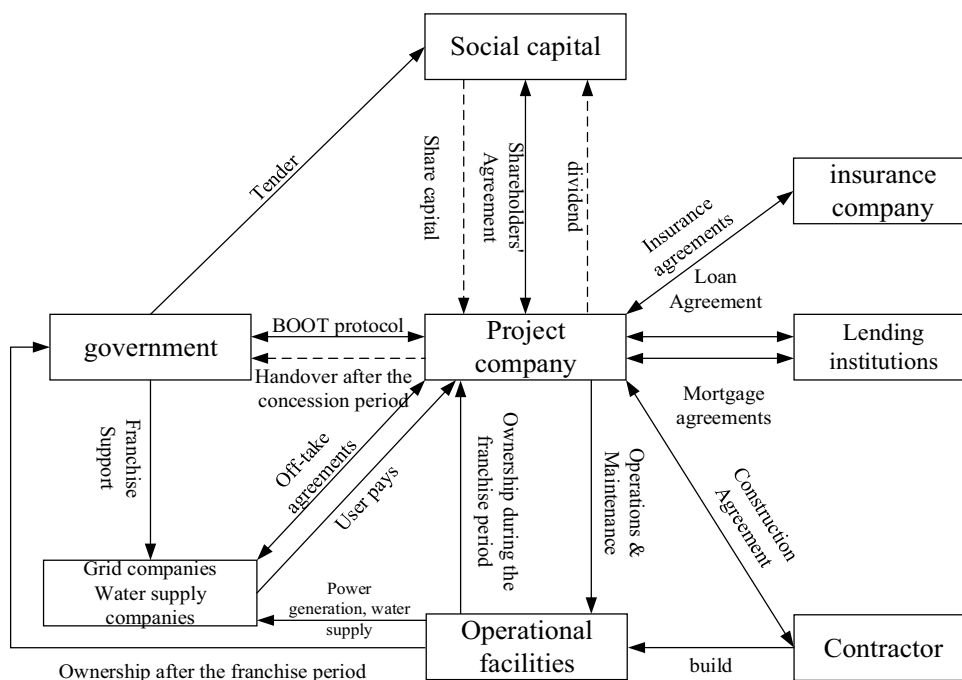 Social capital
Tender
Share capital
Shareholders'
Agreement
dividend
insurance
company
Insurance
agreements
Loan
Agreement
government
BOOT protocol
Project
company
Lending
institutions
Handover after the
concession period
Mortgage
agreements
Franchise
Support
Off-take
agreements
User pays
Ownership during the
franchise period
Operations &
Maintenance
Construction
Agreement
Grid companies
Water supply
companies
Power
generation, water
supply
Operational
facilities
build
Contractor
Ownership after the franchise period